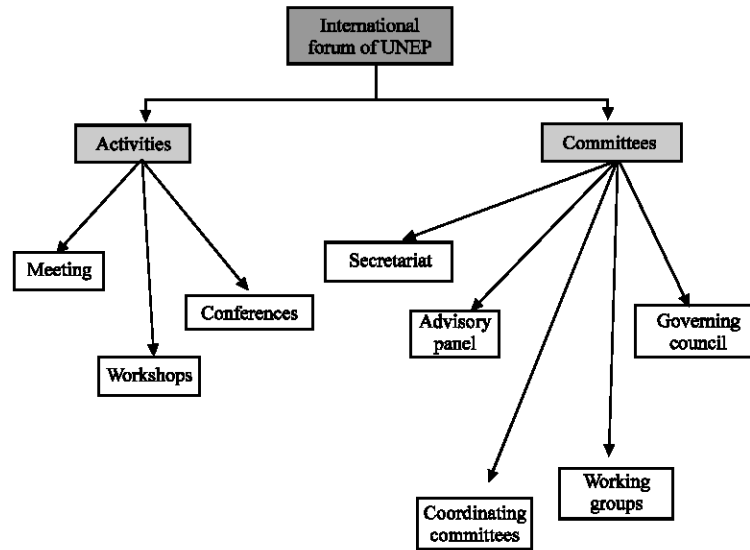 International
forum of UNEP
Activities
Committees
Meeting
Conferences
Workshops
Secretariat
Advisory
panel
Governing
council
Coordinating
committees
Working
groups